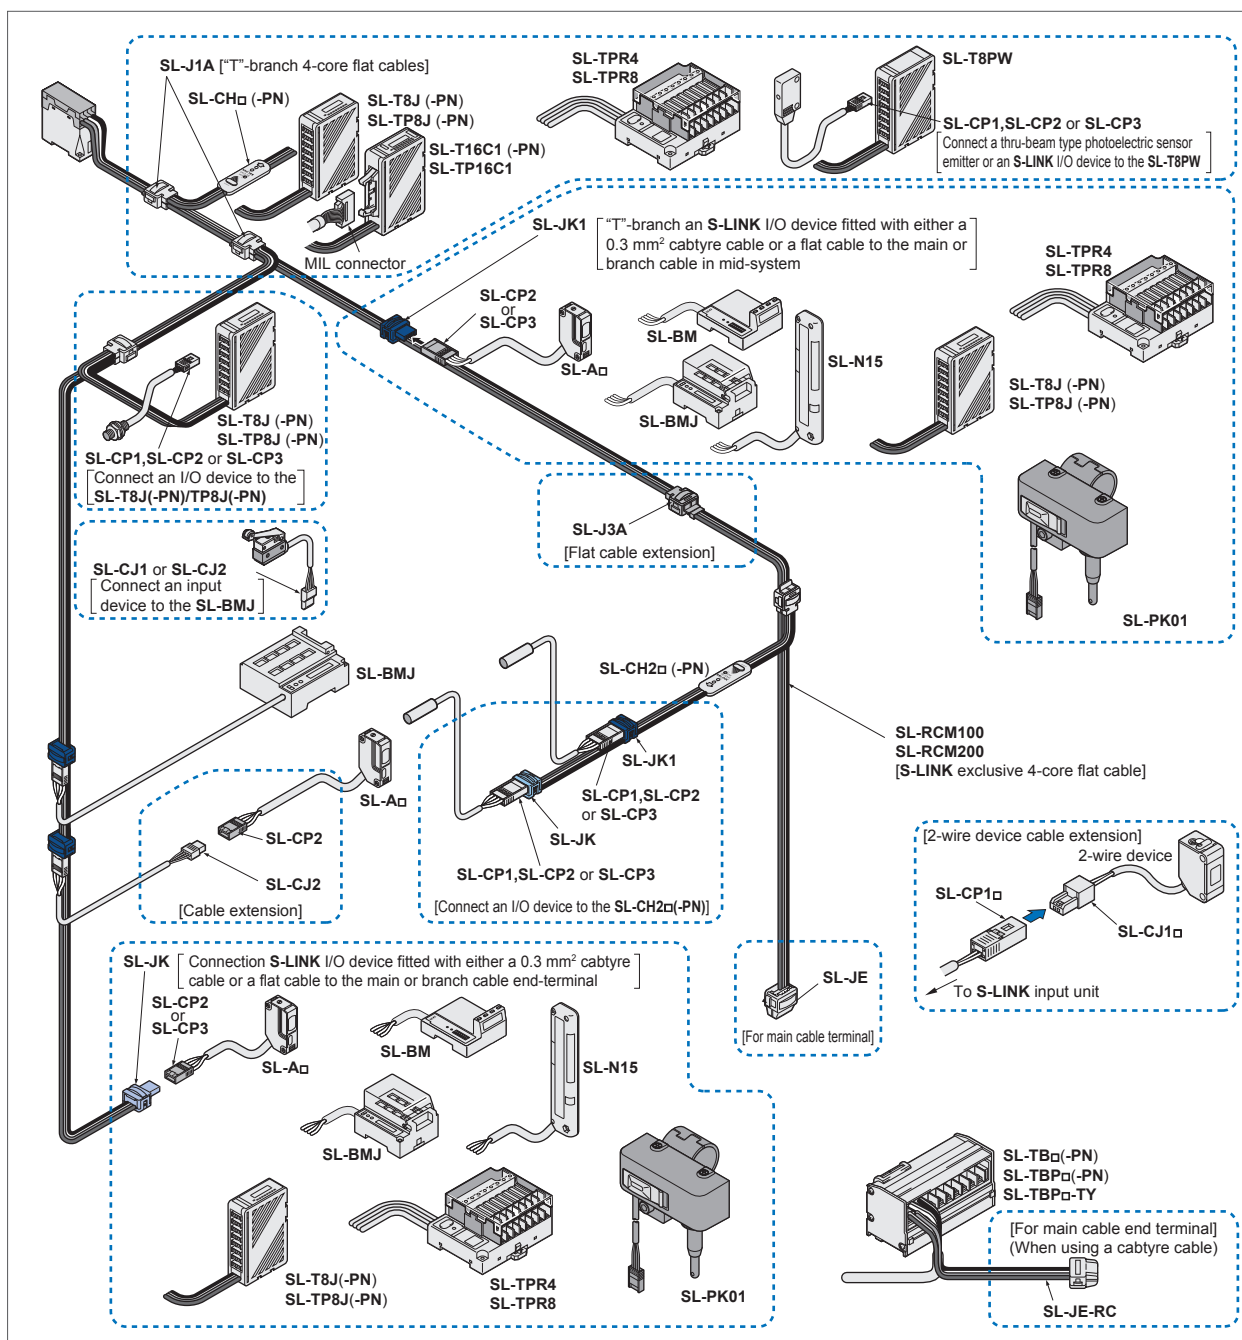 SL-J1A ["T"-branch 4-core flat cables]
SL-CH□ (-PN)
SL-T8J (-PN)
SL-TP8J (-PN)
SL-T16C1 (-PN)
SL-TP16C1
MIL connector
SL-TPR4
SL-TPR8
SL-T8PW
SL-CP1,SL-CP2 or SL-CP3
[Connect a thru-beam type photoelectric sensor
emitter or an S-LINK I/O device to the SL-T8PW]
SL-JK1
["T"-branch an S-LINK I/O device fitted with either a
0.3 mm² cabtyre cable or a flat cable to the main or
branch cable in mid-system]
SL-CP2
or
SL-CP3
SL-A□
SL-BM
SL-BMJ
SL-N15
SL-TPR4
SL-TPR8
SL-T8J (-PN)
SL-TP8J (-PN)
SL-PK01
SL-T8J (-PN)
SL-TP8J (-PN)
SL-CP1,SL-CP2 or SL-CP3
[Connect an I/O device to the
SL-T8J(-PN)/TP8J(-PN)]
SL-J3A
[Flat cable extension]
SL-CJ1 or SL-CJ2
[Connect an input
device to the SL-BMJ]
SL-BMJ
SL-CH2□ (-PN)
SL-JK1
SL-CP1,SL-CP2
or SL-CP3
SL-JK
SL-CP1,SL-CP2 or SL-CP3
[Connect an I/O device to the SL-CH2□(-PN)]
SL-RCM100
SL-RCM200
[S-LINK exclusive 4-core flat cable]
SL-A□
SL-CP2
SL-CJ2
[Cable extension]
[2-wire device cable extension]
2-wire device
SL-CP1□
SL-CJ1□
To S-LINK input unit
SL-JE
[For main cable terminal]
SL-JK
[Connection S-LINK I/O device fitted with either a 0.3 mm² cabtyre
cable or a flat cable to the main or branch cable end-terminal]
SL-CP2
or
SL-CP3
SL-A□
SL-BM
SL-N15
SL-BMJ
SL-T8J(-PN)
SL-TP8J(-PN)
SL-TPR4
SL-TPR8
SL-PK01
SL-TB□(-PN)
SL-TBP□(-PN)
SL-TBP□-TY
[For main cable end terminal]
(When using a cabtyre cable)
SL-JE-RC